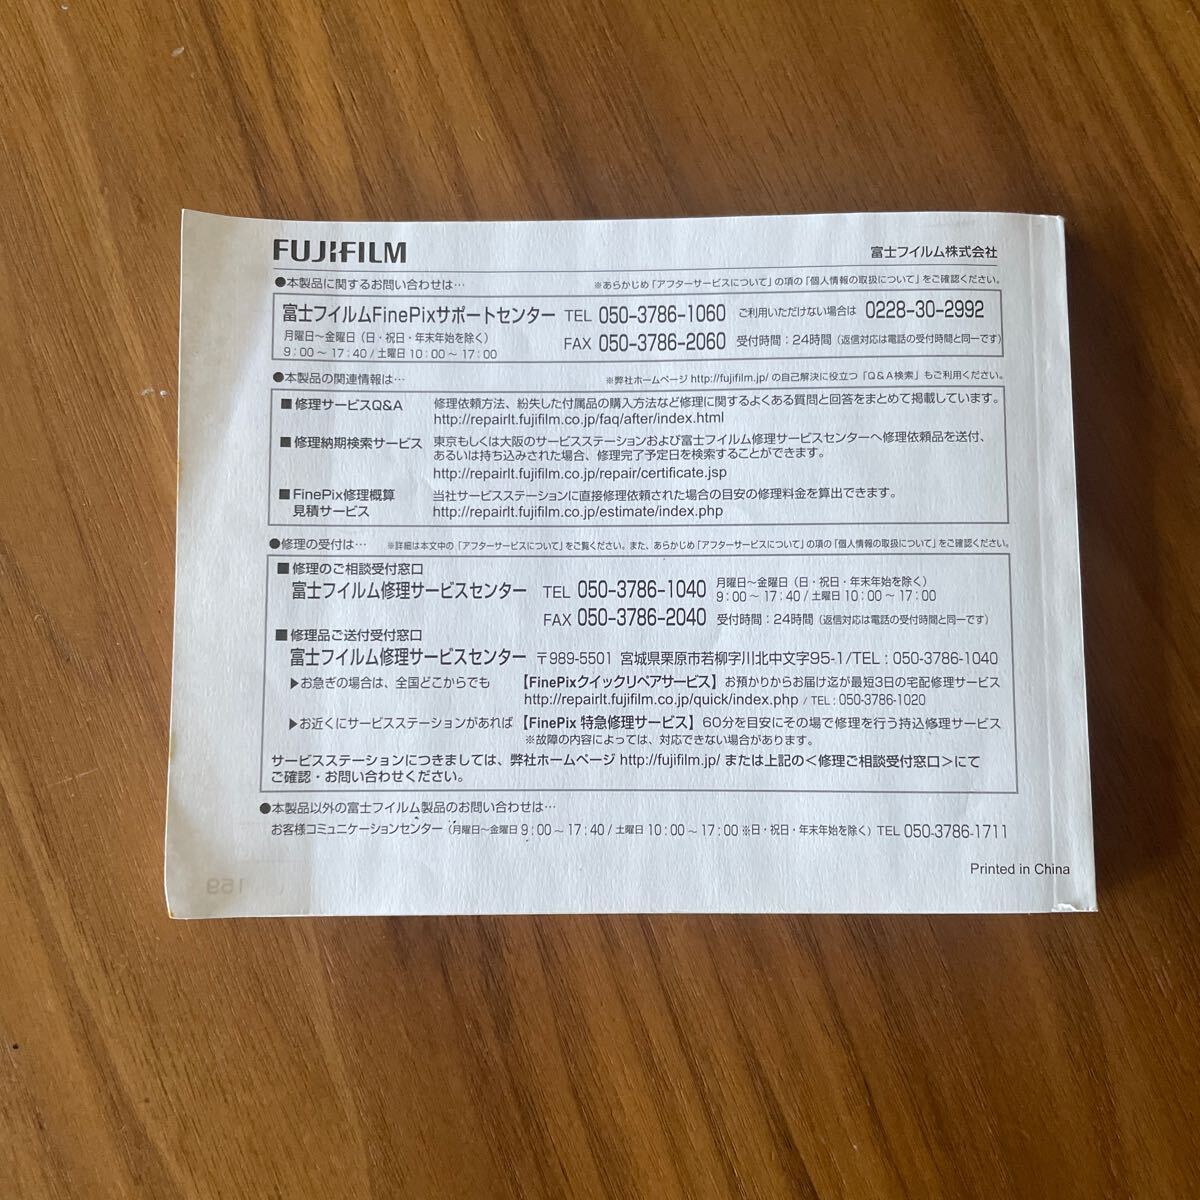 FUJIFILM
富士フイルム株式会社
●本製品に関するお問い合わせは… ※あらかじめ「アフターサービスについて」の項の「個人情報の取扱について」をご確認ください。
富士フイルムFinePixサポートセンター TEL 050-3786-1060 ご利用いただけない場合は 0228-30-2992
月曜日〜金曜日（日・祝日・年末年始を除く）
9：00 〜 17：40 / 土曜日 10：00 〜 17：00
FAX 050-3786-2060 受付時間：24時間（返信対応は電話の受付時間と同一です）
●本製品の関連情報は… ※弊社ホームページ http://fujifilm.jp/ の自己解決に役立つ「Q＆A検索」もご利用ください。
■修理サービスQ&A 修理依頼方法、紛失した付属品の購入方法など修理に関するよくある質問と回答をまとめて掲載しています。
http://repairlt.fujifilm.co.jp/faq/after/index.html
■修理納期検索サービス 東京もしくは大阪のサービスステーションおよび富士フイルム修理サービスセンターへ修理依頼品を送付、
あるいは持ち込みされた場合、修理完了予定日を検索することができます。
http://repairlt.fujifilm.co.jp/repair/certificate.jsp
■FinePix修理概算 当社サービスステーションに直接修理依頼された場合の目安の修理料金を算出できます。
見積サービス http://repairlt.fujifilm.co.jp/estimate/index.php
●修理の受付は… ※詳細は本文中の「アフターサービスについて」をご覧ください。また、あらかじめ「アフターサービスについて」の項の「個人情報の取扱について」をご確認ください。
■修理のご相談受付窓口
富士フイルム修理サービスセンター TEL 050-3786-1040 月曜日〜金曜日（日・祝日・年末年始を除く）
9：00 〜 17：40 / 土曜日 10：00 〜 17：00
FAX 050-3786-2040 受付時間：24時間（返信対応は電話の受付時間と同一です）
■修理品ご送付受付窓口
富士フイルム修理サービスセンター 〒989-5501 宮城県栗原市若柳字川北中文字95-1/TEL：050-3786-1040
▶お急ぎの場合は、全国どこからでも 【FinePixクイックリペアサービス】お預かりからお届け迄が最短3日の宅配修理サービス
http://repairlt.fujifilm.co.jp/quick/index.php / TEL：050-3786-1020
▶お近くにサービスステーションがあれば【FinePix 特急修理サービス】60分を目安にその場で修理を行う持込修理サービス
※故障の内容によっては、対応できない場合があります。
サービスステーションにつきましては、弊社ホームページ http://fujifilm.jp/ または上記の＜修理ご相談受付窓口＞にて
ご確認・お問い合わせください。
●本製品以外の富士フイルム製品のお問い合わせは…
お客様コミュニケーションセンター（月曜日〜金曜日 9：00 〜 17：40 / 土曜日 10：00 〜 17：00 ※日・祝日・年末年始を除く）TEL 050-3786-1711
Printed in China